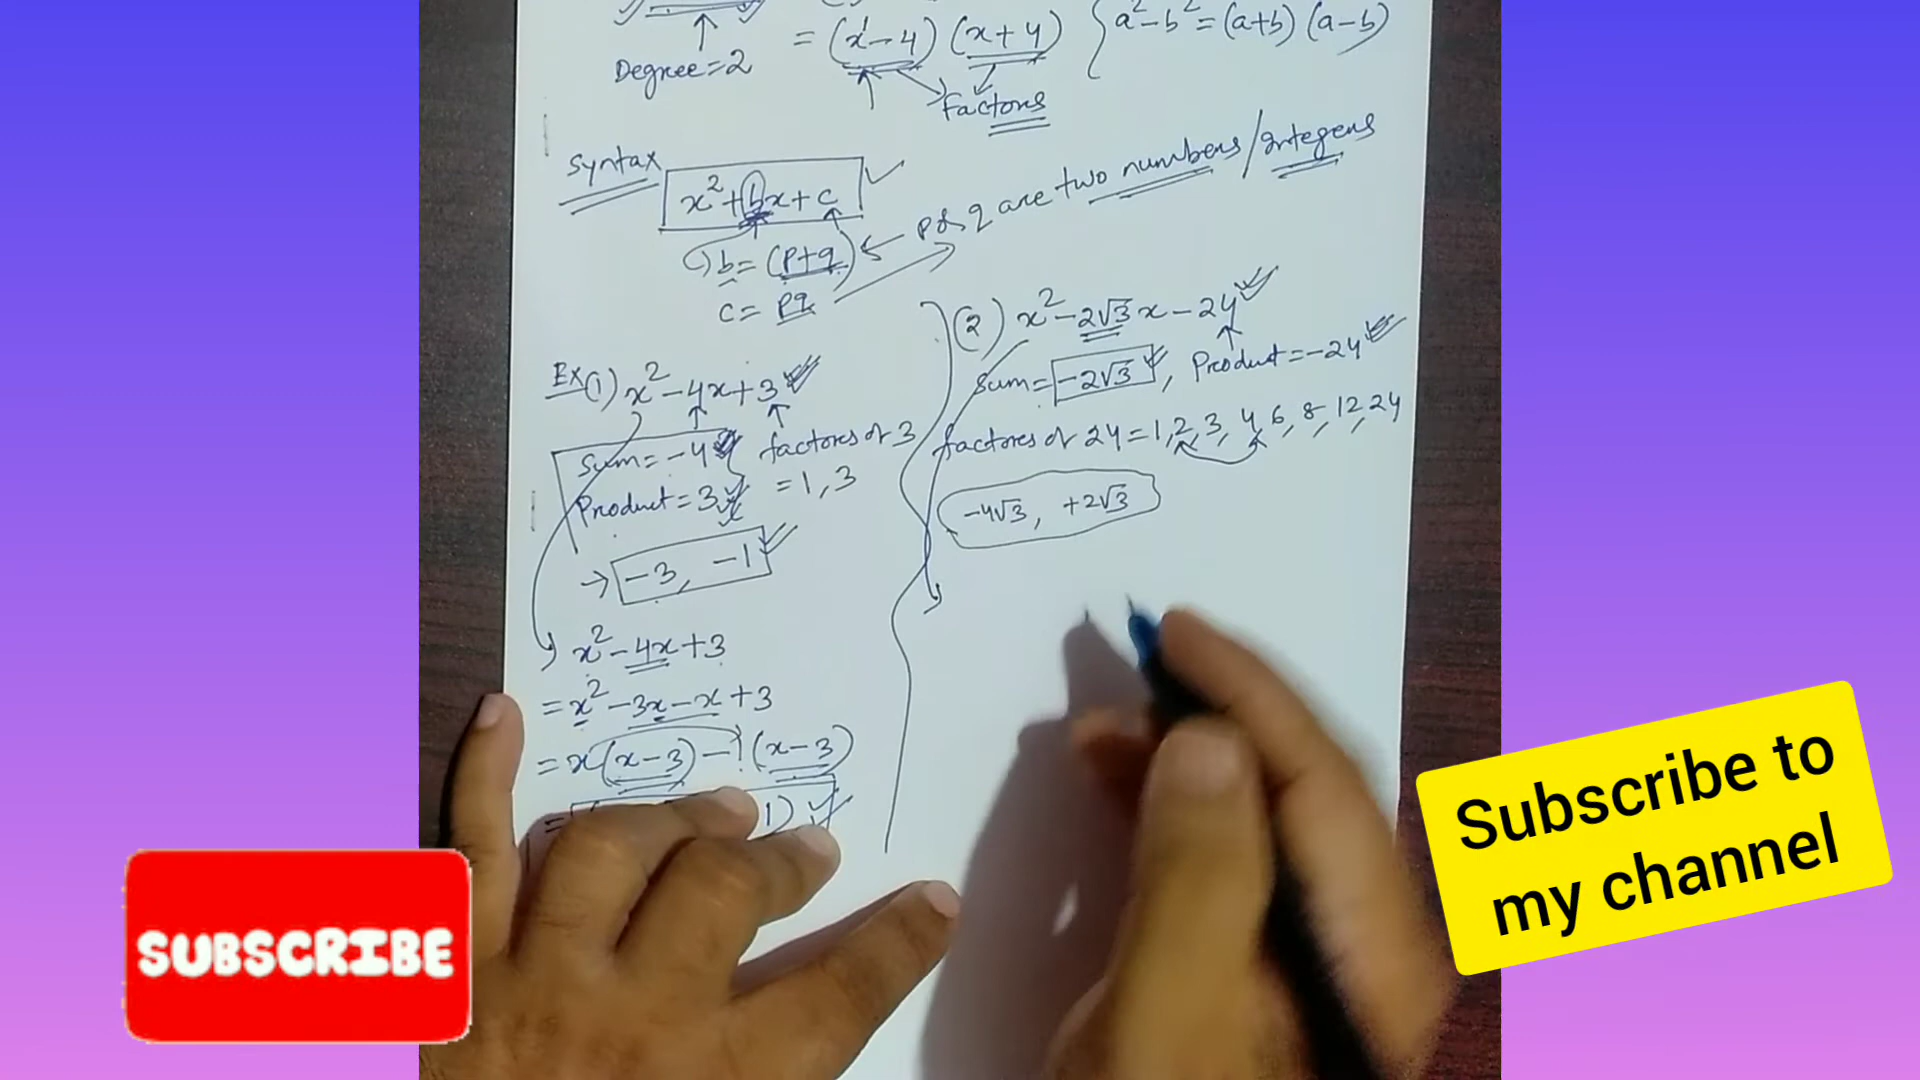 Degree=2
= (x-4) (x+4)
a²-b²=(a+b) (a-b)
Factors
Syntax
x²+bx+c
b= (p+q)
p & q are two numbers/integers
c= pq
Ex (1) x²-4x+3
Sum= -4
factores of 3
Product=3
=1,3
→ -3, -1
x²-4x+3
=x²-3x-x+3
=x(x-3)-1(x-3)
=
1)
(2) x²-2√3x-24
Sum=-2√3, Product=-24
factores of 24=1,2,3,4,6,8,12,24
-4√3, +2√3
SUBSCRIBE
Subscribe to
my channel